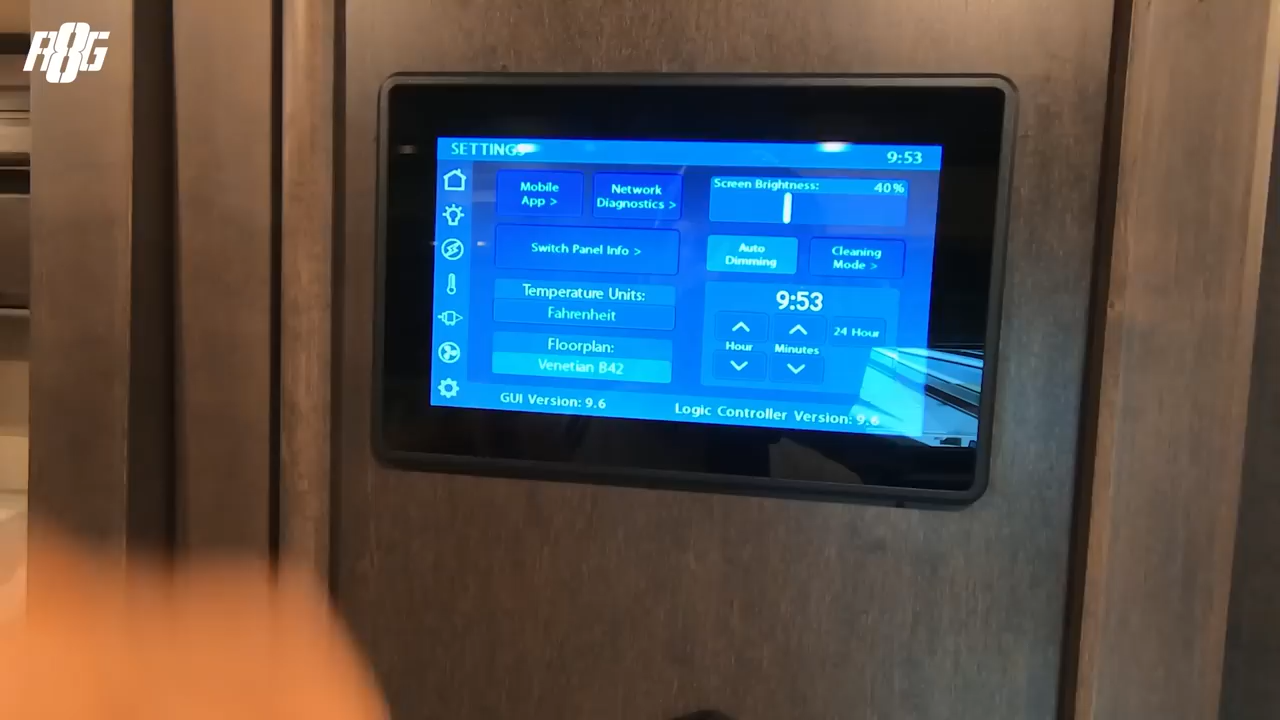 R8G
SETTINGS
9:53
Mobile
App >
Network
Diagnostics >
Screen Brightness:
40%
Switch Panel Info >
Auto
Dimming
Cleaning
Mode >
Temperature Units:
Fahrenheit
9:53
Hour
Minutes
24 Hour
Floorplan:
Venetian B42
GUI Version: 9.6
Logic Controller Version: 9.6